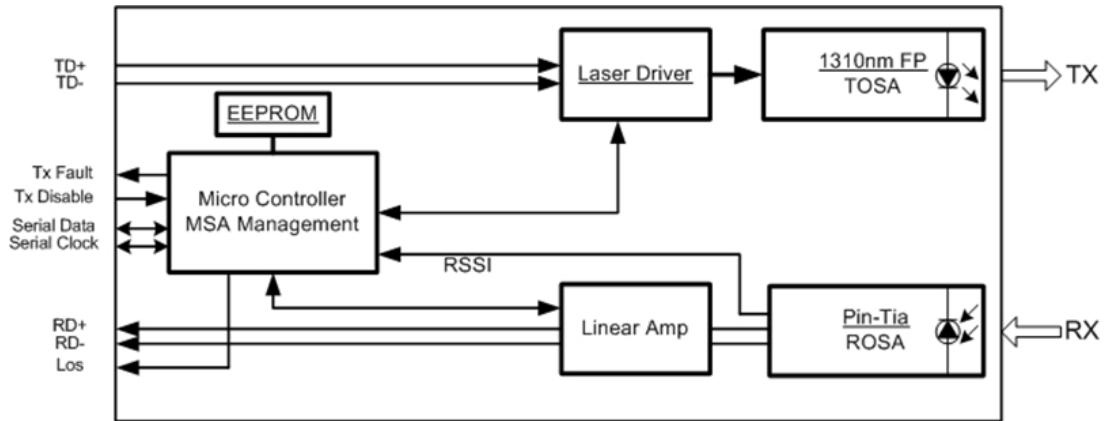 TD+
TD-
Laser Driver
1310nm FP
TOSA
TX
EEPROM
Tx Fault
Tx Disable
Serial Data
Serial Clock
Micro Controller
MSA Management
RSSI
RD+
RD-
Los
Linear Amp
Pin-Tia
ROSA
RX